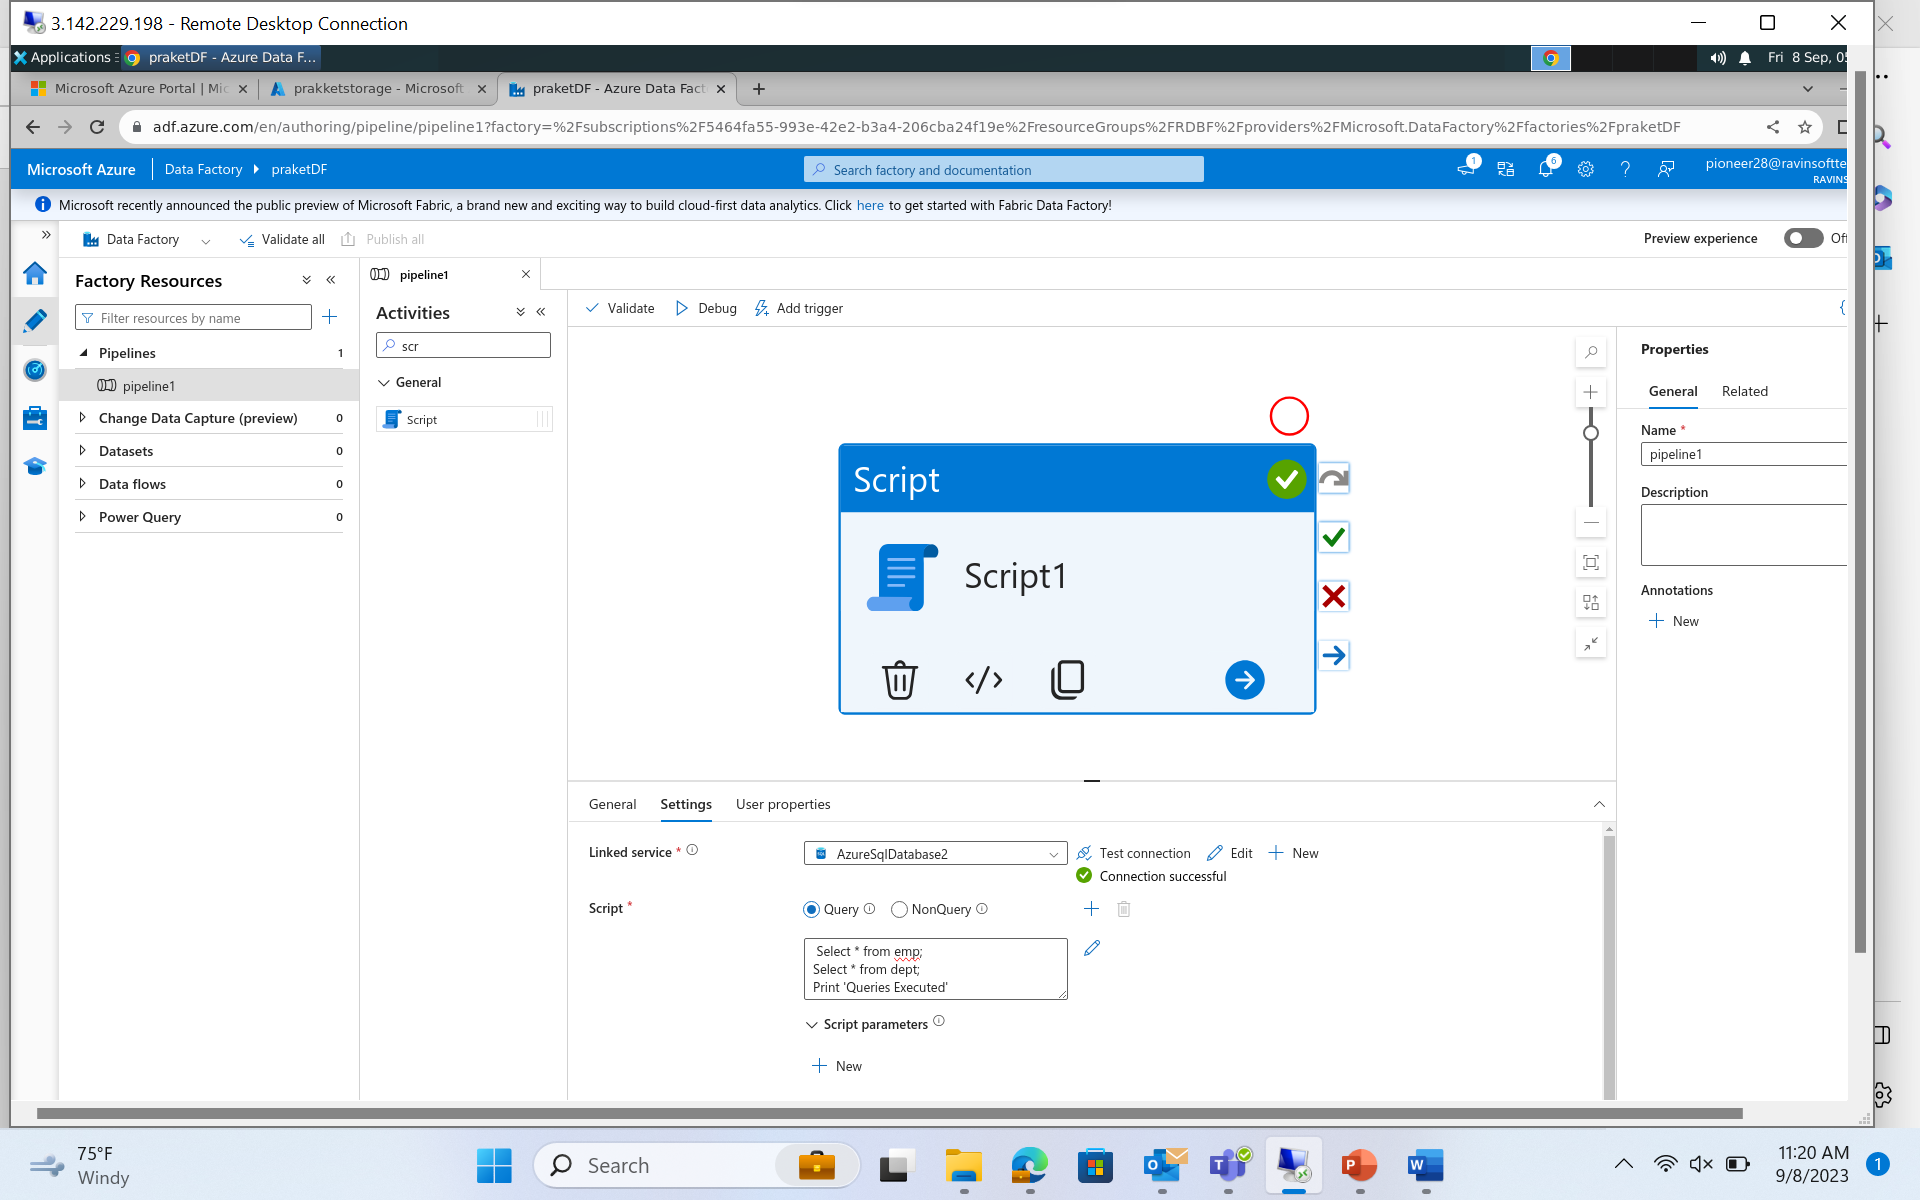 3.142.229.198 - Remote Desktop Connection
Applications praketDF - Azure Data F...
Fri 8 Sep, 05
Microsoft Azure Portal | Mic prakketstorage - Microsoft praketDF - Azure Data Fact
adf.azure.com/en/authoring/pipeline/pipeline1?factory=%2Fsubscriptions%2F5464fa55-993e-42e2-b3a4-206cba24f19e%2FresourceGroups%2FRDBF%2Fproviders%2FMicrosoft.DataFactory%2Ffactories%2FpraketDF
Microsoft Azure Data Factory praketDF
Search factory and documentation
1 6
pioneer28@ravinsoftte
RAVINS
Microsoft recently announced the public preview of Microsoft Fabric, a brand new and exciting way to build cloud-first data analytics. Click here to get started with Fabric Data Factory!
Data Factory Validate all Publish all
Preview experience Off
Factory Resources
Filter resources by name
Pipelines 1
pipeline1
Change Data Capture (preview) 0
Datasets 0
Data flows 0
Power Query 0
pipeline1
Activities
scr
General
Script
Validate Debug Add trigger
Script
Script1
Properties
General Related
Name *
pipeline1
Description
Annotations
New
General Settings User properties
Linked service *
AzureSqlDatabase2
Test connection Edit New
Connection successful
Script *
Query NonQuery
Select * from emp;
Select * from dept;
Print 'Queries Executed'
Script parameters
New
75°F
Windy
Search
11:20 AM
9/8/2023
1